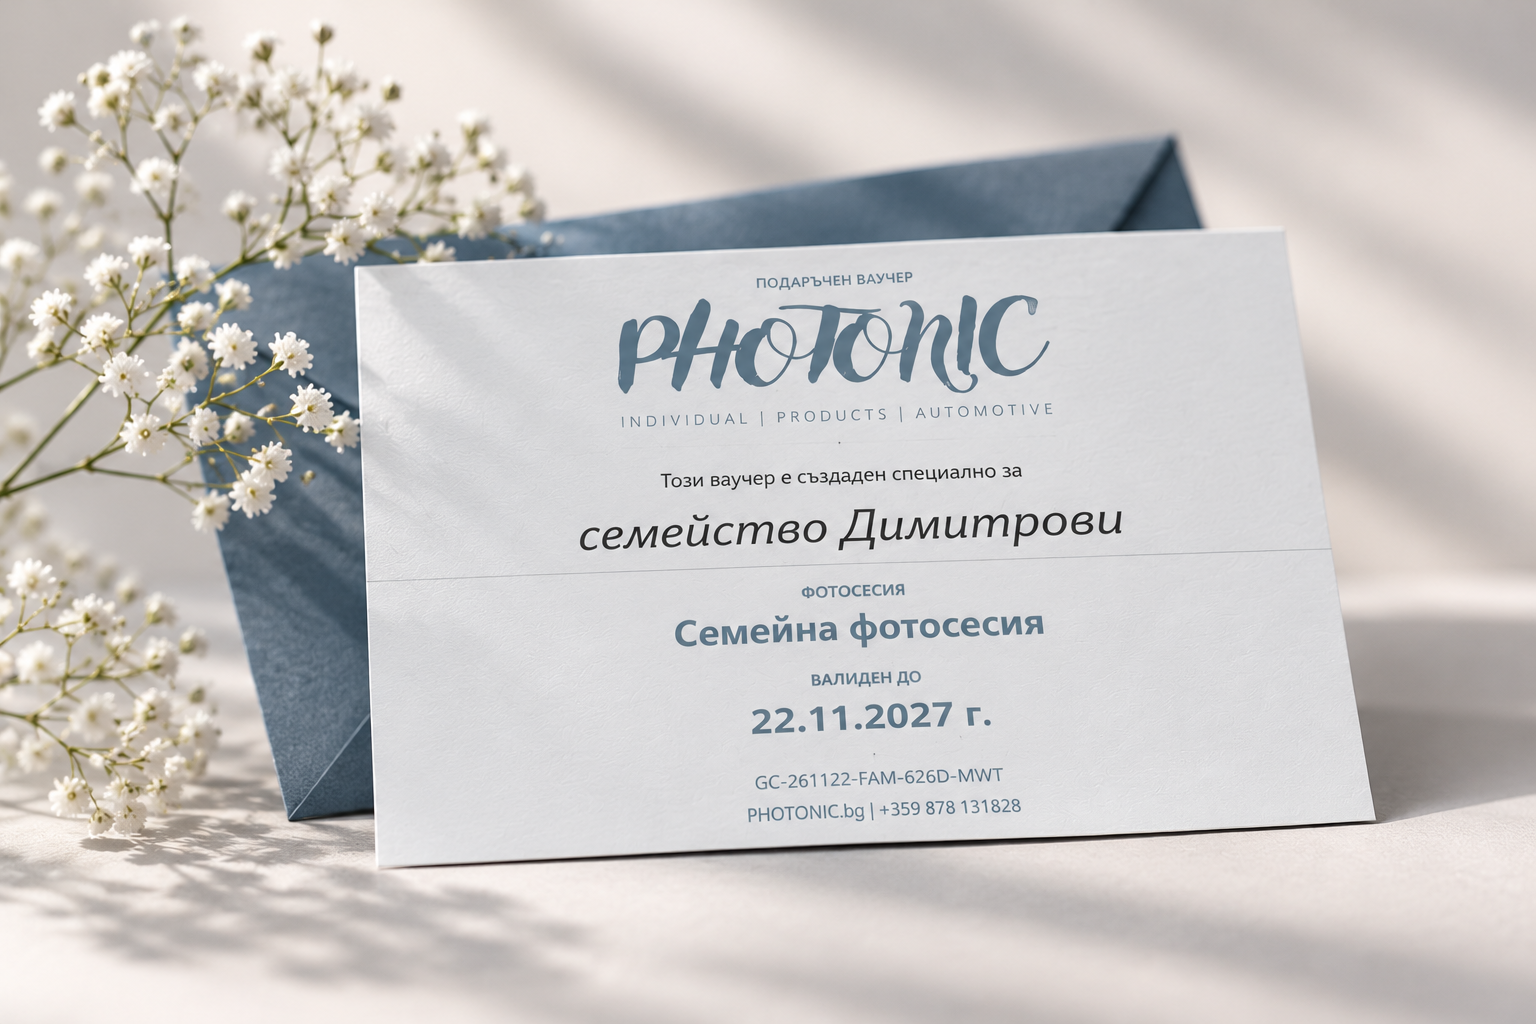 ПОДАРЪЧЕН ВАУЧЕР
PHOTONIC
INDIVIDUAL | PRODUCTS | AUTOMOTIVE
Този ваучер е създаден специално за
семейство Димитрови
ФОТОСЕСИЯ
Семейна фотосесия
ВАЛИДЕН ДО
22.11.2027 г.
GC-261122-FAM-626D-MWT
PHOTONIC.bg | +359 878 131828